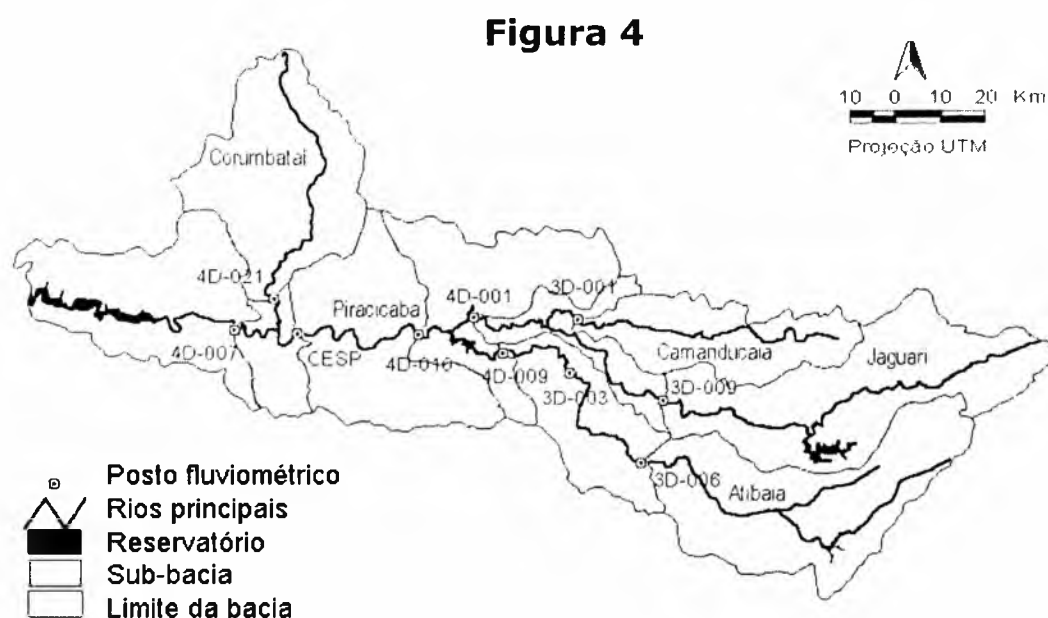 Figura 4
10 0 10 20 Km
Projeção UTM
Corumbataí
4D-021
Piracicaba
4D-001
3D-001
4D-007
CESP
4D-010
4D-009
3D-003
Camanducaia
Jaguari
3D-009
3D-006
Atibaia
Posto fluviométrico
Rios principais
Reservatório
Sub-bacia
Limite da bacia